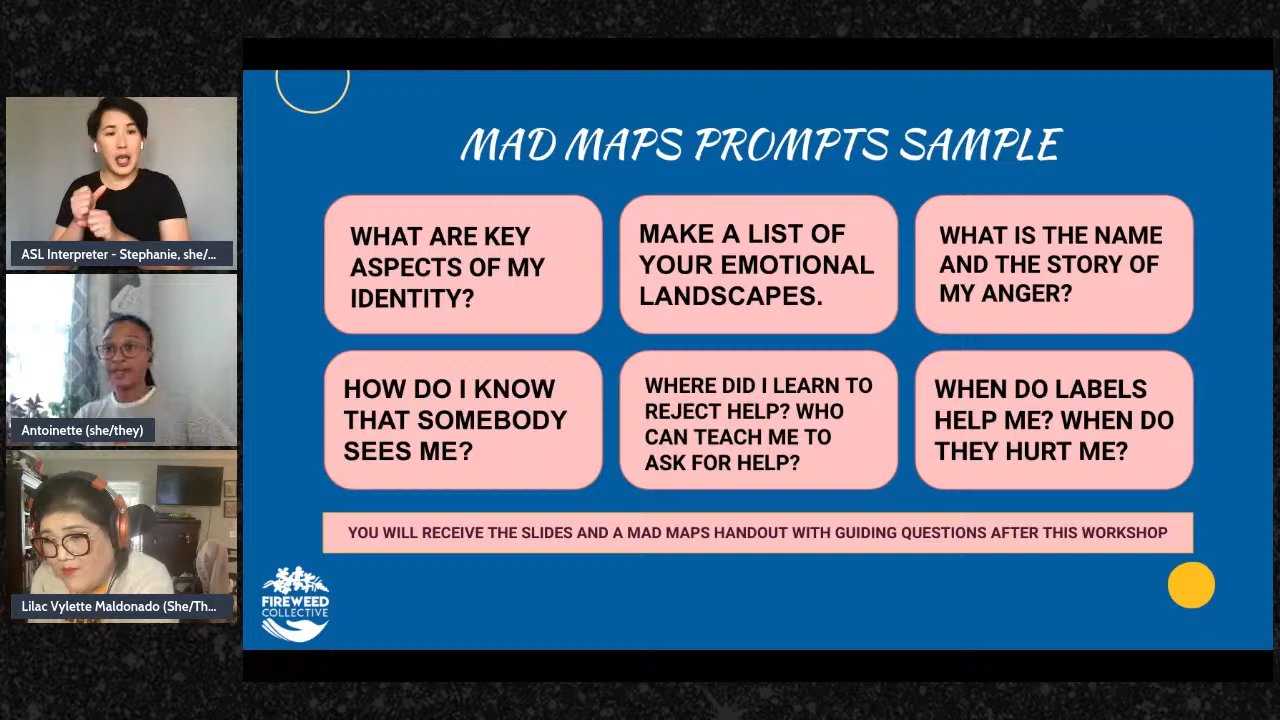 ASL Interpreter - Stephanie, she/...
Antoinette (she/they)
Lilac Vylette Maldonado (She/Th...
MAD MAPS PROMPTS SAMPLE
WHAT ARE KEY
ASPECTS OF MY
IDENTITY?
MAKE A LIST OF
YOUR EMOTIONAL
LANDSCAPES.
WHAT IS THE NAME
AND THE STORY OF
MY ANGER?
HOW DO I KNOW
THAT SOMEBODY
SEES ME?
WHERE DID I LEARN TO
REJECT HELP? WHO
CAN TEACH ME TO
ASK FOR HELP?
WHEN DO LABELS
HELP ME? WHEN DO
THEY HURT ME?
YOU WILL RECEIVE THE SLIDES AND A MAD MAPS HANDOUT WITH GUIDING QUESTIONS AFTER THIS WORKSHOP
FIREWEED
COLLECTIVE